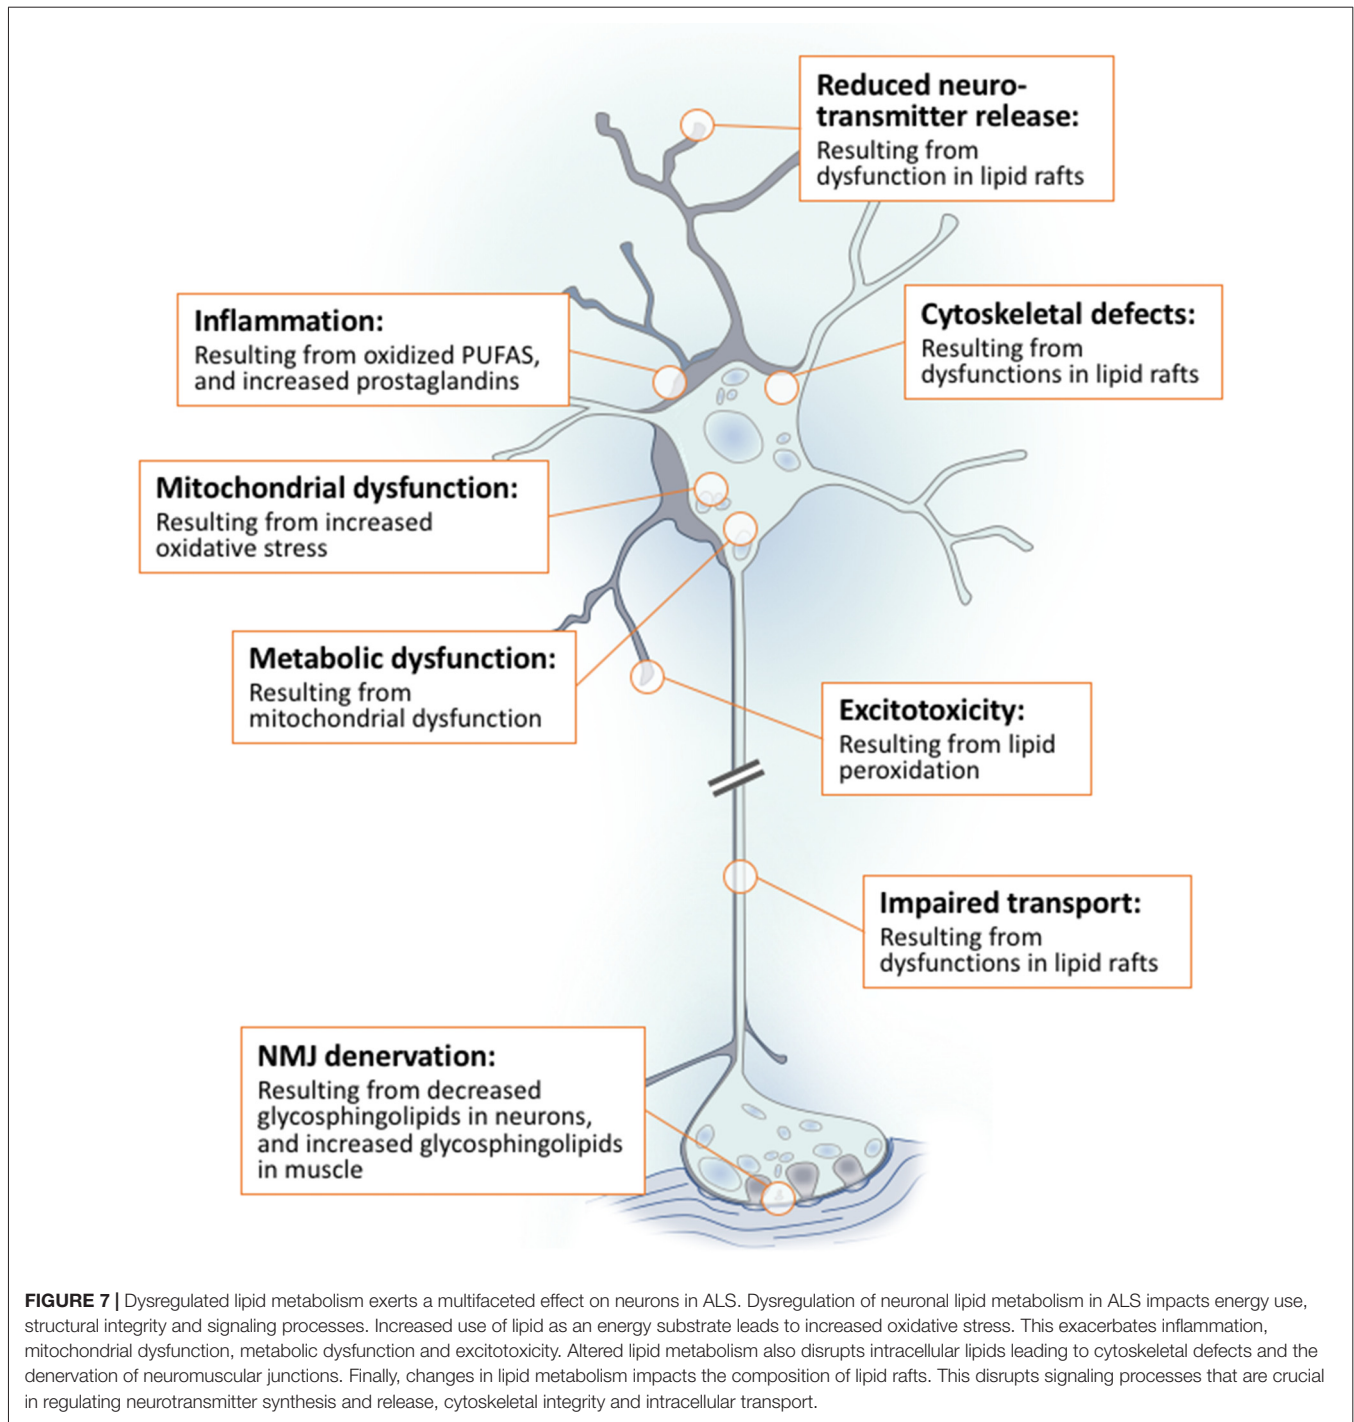 Reduced neuro-
transmitter release:
Resulting from
dysfunction in lipid rafts
Inflammation:
Resulting from oxidized PUFAS,
and increased prostaglandins
Cytoskeletal defects:
Resulting from
dysfunctions in lipid rafts
Mitochondrial dysfunction:
Resulting from increased
oxidative stress
Metabolic dysfunction:
Resulting from
mitochondrial dysfunction
Excitotoxicity:
Resulting from lipid
peroxidation
Impaired transport:
Resulting from
dysfunctions in lipid rafts
NMJ denervation:
Resulting from decreased
glycosphingolipids in neurons,
and increased glycosphingolipids
in muscle
FIGURE 7 | Dysregulated lipid metabolism exerts a multifaceted effect on neurons in ALS. Dysregulation of neuronal lipid metabolism in ALS impacts energy use,
structural integrity and signaling processes. Increased use of lipid as an energy substrate leads to increased oxidative stress. This exacerbates inflammation,
mitochondrial dysfunction, metabolic dysfunction and excitotoxicity. Altered lipid metabolism also disrupts intracellular lipids leading to cytoskeletal defects and the
denervation of neuromuscular junctions. Finally, changes in lipid metabolism impacts the composition of lipid rafts. This disrupts signaling processes that are crucial
in regulating neurotransmitter synthesis and release, cytoskeletal integrity and intracellular transport.